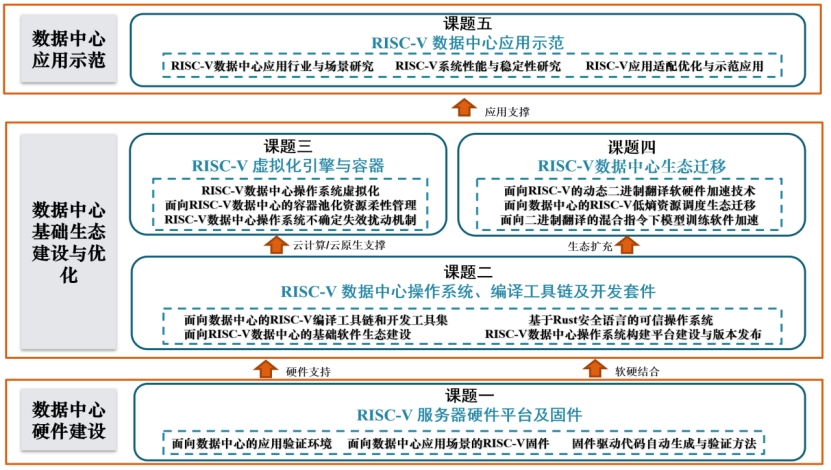 数据中心
应用示范
课题五
RISC-V 数据中心应用示范
RISC-V数据中心应用行业与场景研究 RISC-V系统性能与稳定性研究 RISC-V应用适配优化与示范应用
应用支撑
数据中心
基础生态
建设与优
化
课题三
RISC-V 虚拟化引擎与容器
RISC-V数据中心操作系统虚拟化
面向RISC-V数据中心的容器池化资源柔性管理
RISC-V数据中心操作系统不确定失效扰动机制
课题四
RISC-V数据中心生态迁移
面向RISC-V的动态二进制翻译软硬件加速技术
面向数据中心的RISC-V低熵资源调度生态迁移
面向二进制翻译的混合指令下模型训练软件加速
云计算/云原生支撑
生态扩充
课题二
RISC-V 数据中心操作系统、编译工具链及开发套件
面向数据中心的RISC-V编译工具链和开发工具集 基于Rust安全语言的可信操作系统
面向RISC-V数据中心的基础软件生态建设 RISC-V数据中心操作系统构建平台建设与版本发布
硬件支持
软硬结合
数据中心
硬件建设
课题一
RISC-V 服务器硬件平台及固件
面向数据中心的应用验证环境 面向数据中心应用场景的RISC-V固件 固件驱动代码自动生成与验证方法